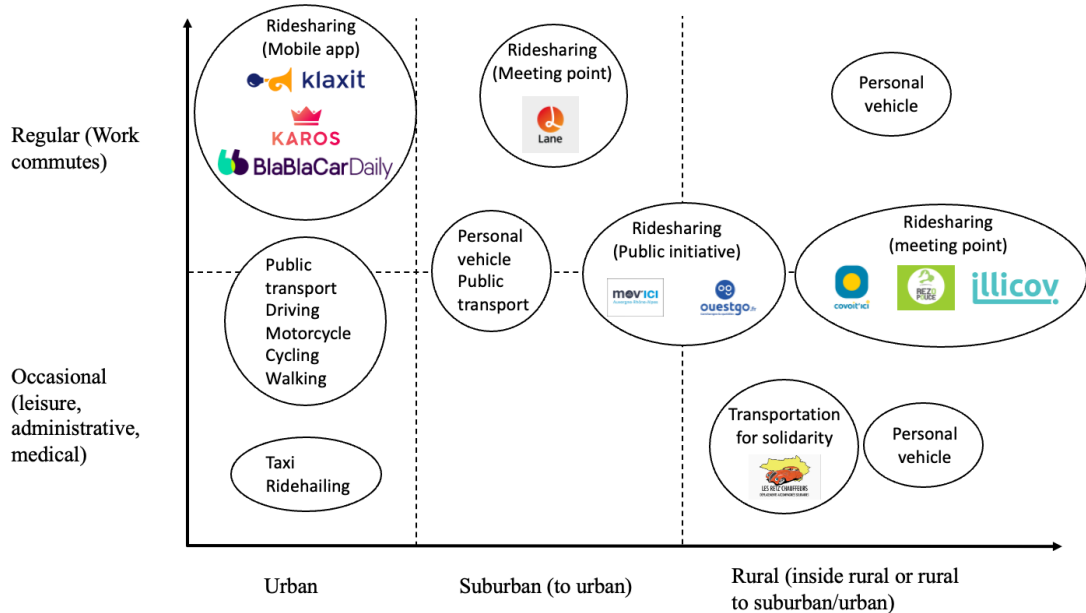 Regular (Work
commutes)
Occasional
(leisure,
administrative,
medical)
Ridesharing
(Mobile app)
klaxit
KAROS
BlaBlaCarDaily
Ridesharing
(Meeting point)
Lane
Personal
vehicle
Public
transport
Driving
Motorcycle
Cycling
Walking
Personal
vehicle
Public
transport
Ridesharing
(Public initiative)
mov'ici
ouestgo.fr
Ridesharing
(meeting point)
covoit'ici
REZO
POUCE
illicov.
Taxi
Ridehailing
Transportation
for solidarity
LES RETZ CHAUFFEURS
Personal
vehicle
Urban
Suburban (to urban)
Rural (inside rural or rural
to suburban/urban)